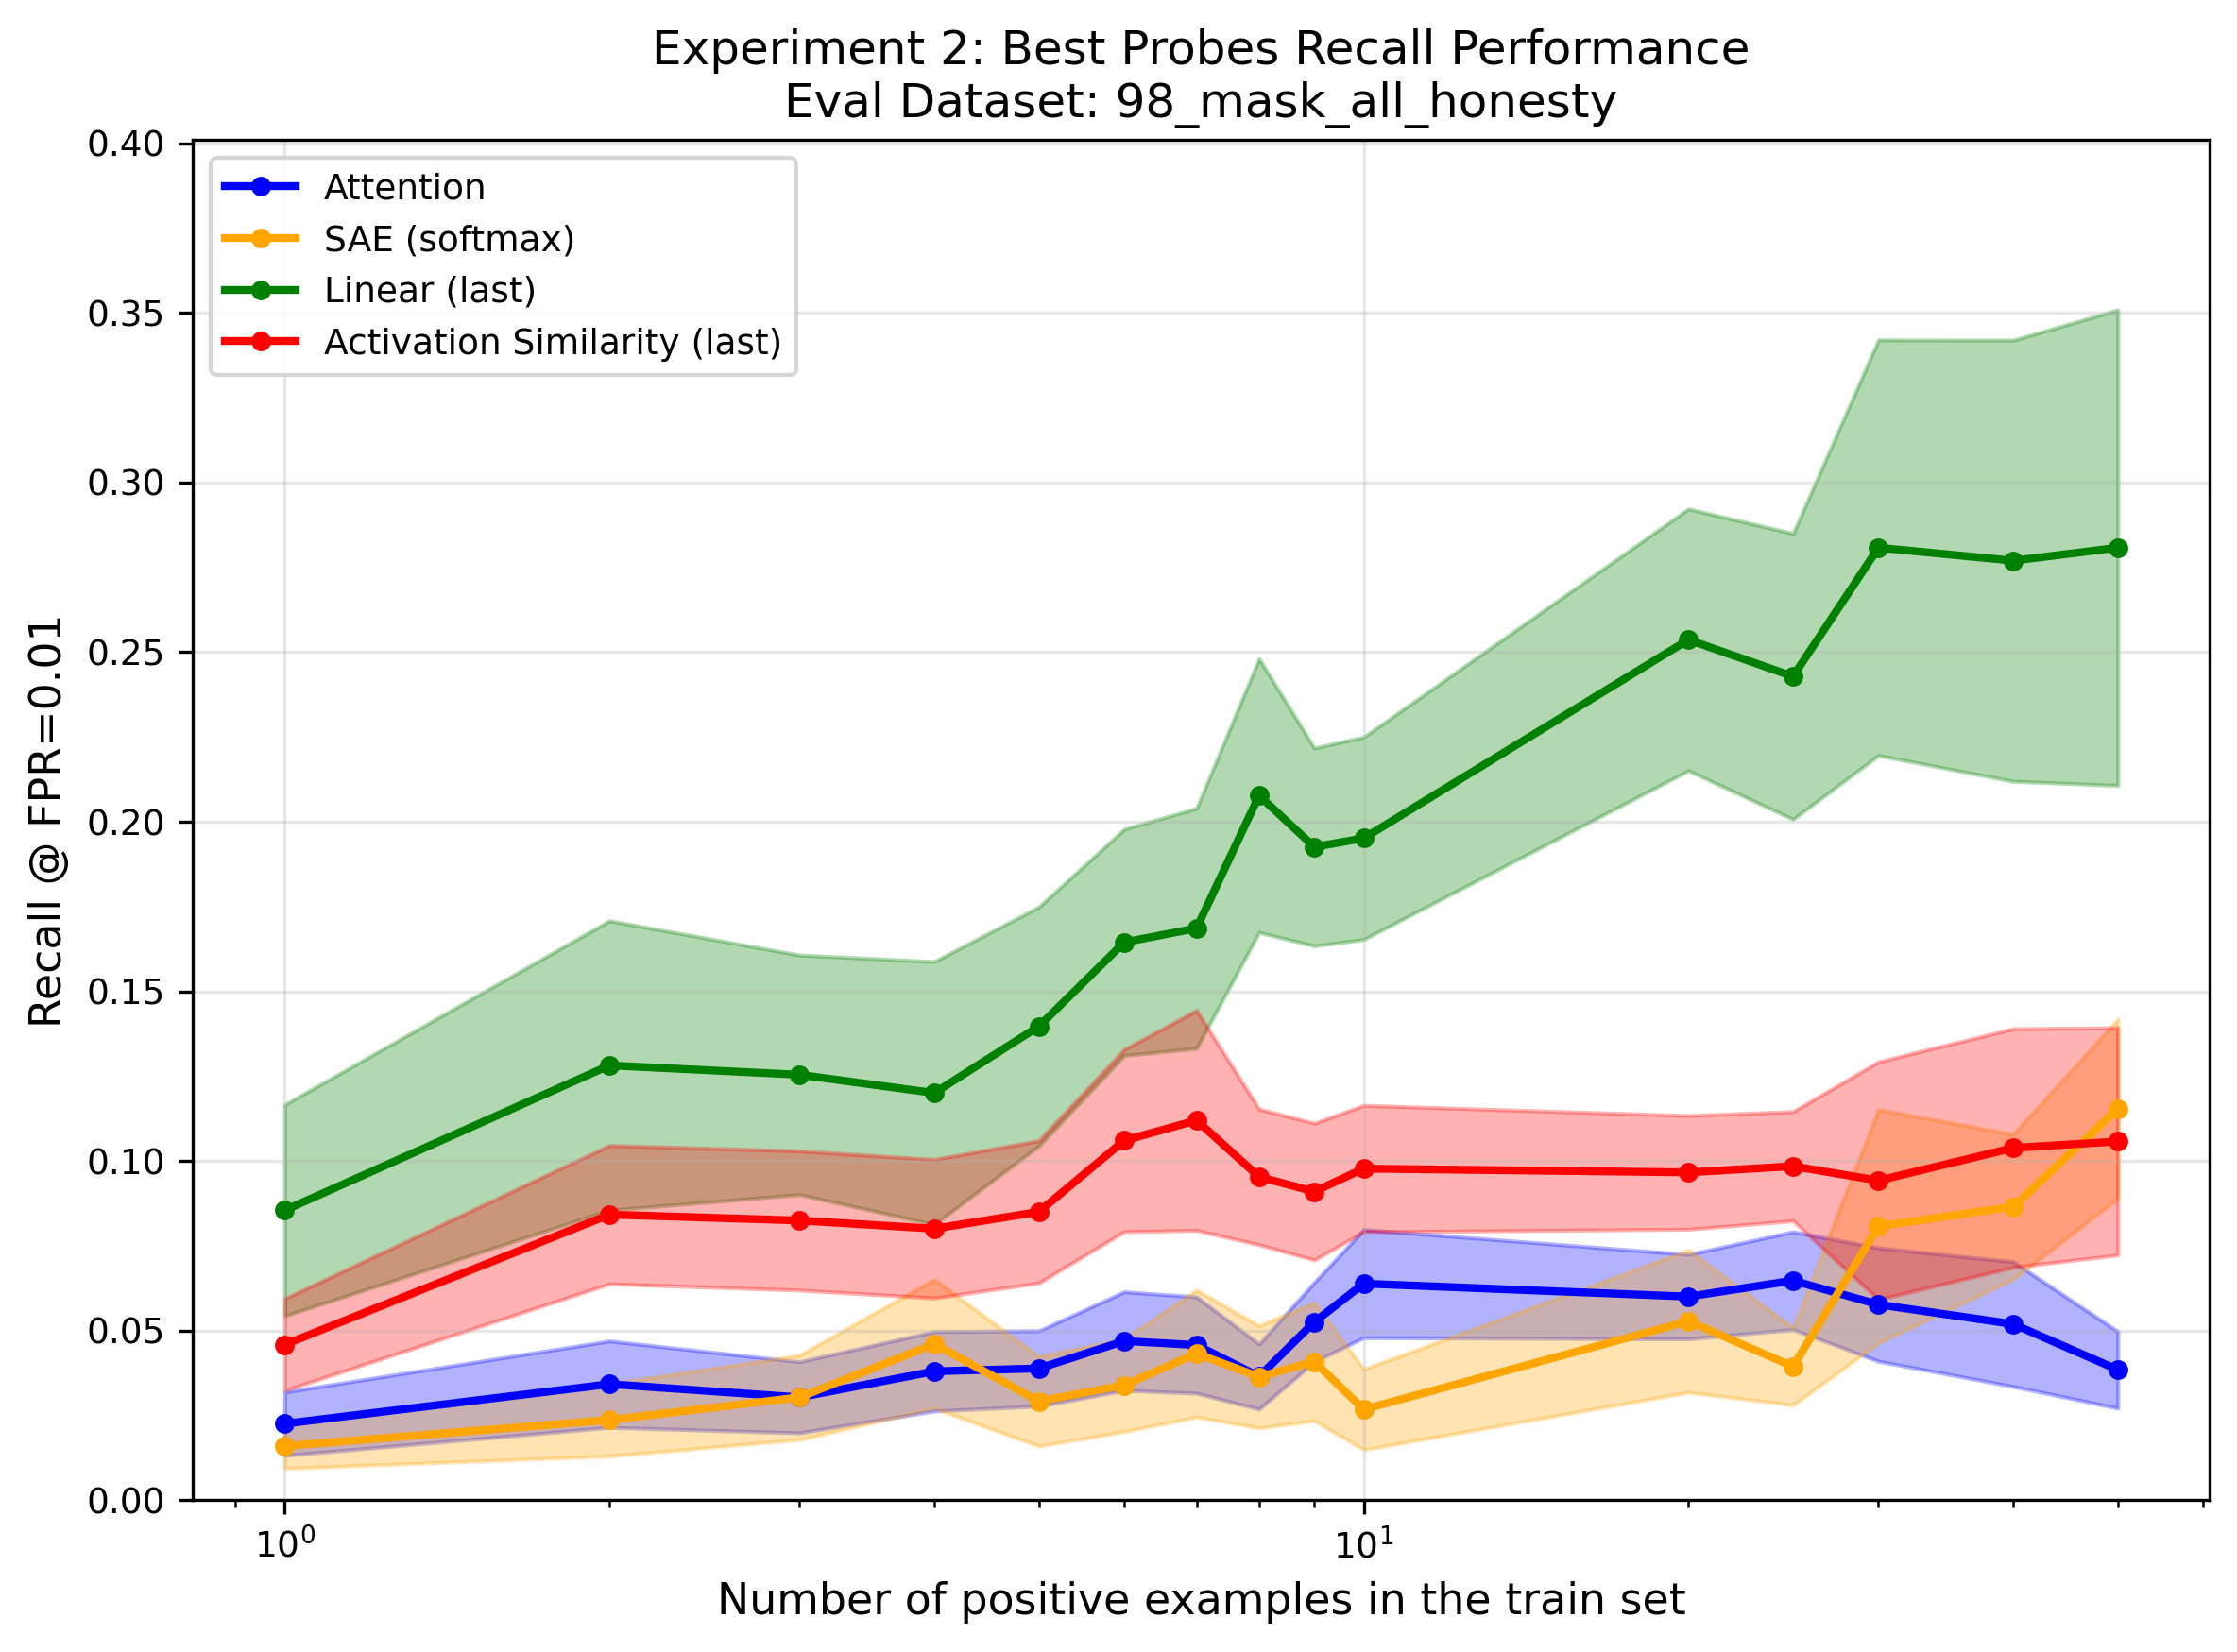 Experiment 2: Best Probes Recall Performance
Eval Dataset: 98_mask_all_honesty
Recall @ FPR=0.01
0.40
0.35
0.30
0.25
0.20
0.15
0.10
0.05
0.00
Attention
SAE (softmax)
Linear (last)
Activation Similarity (last)
10⁰
10¹
Number of positive examples in the train set